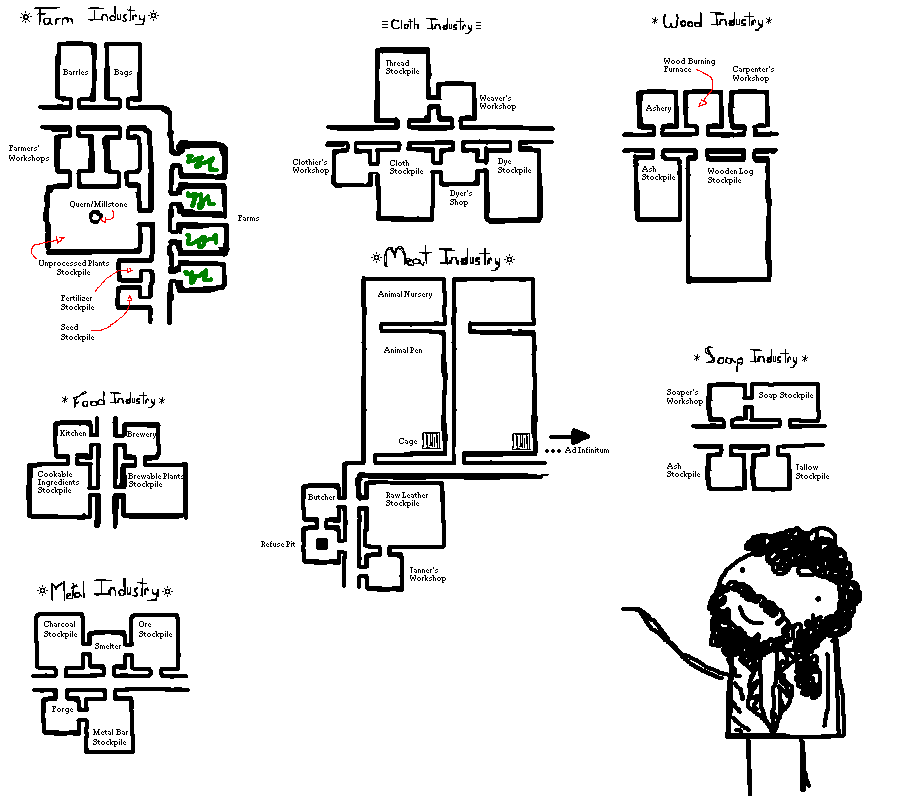 ☼Farm Industry☼
Barrles
Bags
Farmers'
Workshops
Quern/Millstone
Farms
Unprocessed Plants
Stockpile
Fertilizer
Stockpile
Seed
Stockpile
≡Cloth Industry≡
Thread
Stockpile
Weaver's
Workshop
Clothier's
Workshop
Cloth
Stockpile
Dye
Stockpile
Dyer's
Shop
*Wood Industry*
Wood Burning
Furnace
Carpenter's
Workshop
Ashery
Ash
Stockpile
Wooden Log
Stockpile
☼Meat Industry☼
Animal Nursery
Animal Pen
Cage
... Ad Infinitum
Butcher
Raw Leather
Stockpile
Refuse Pit
Tanner's
Workshop
*Food Industry*
Kitchen
Brewery
Cookable
Ingredients
Stockpile
Brewable Plants
Stockpile
*Soap Industry*
Soaper's
Workshop
Soap Stockpile
Ash
Stockpile
Tallow
Stockpile
☼Metal Industry☼
Charcoal
Stockpile
Ore
Stockpile
Smelter
Forge
Metal Bar
Stockpile